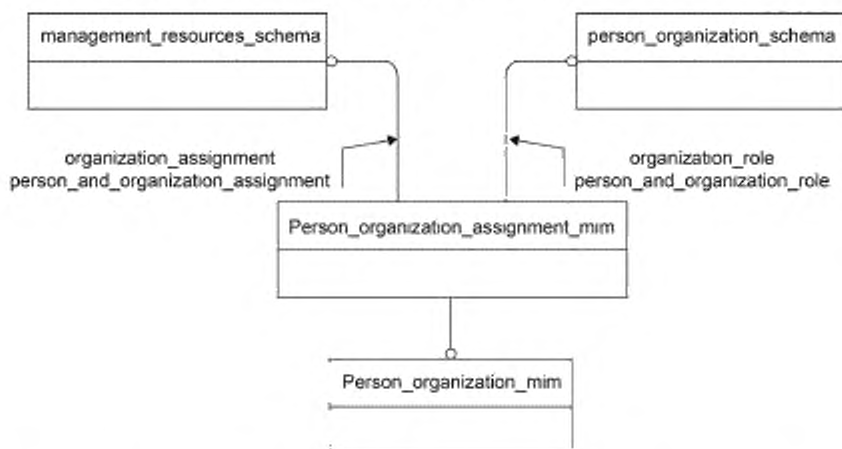 management_resources_schema
person_organization_schema
organization_assignment
person_and_organization_assignment
organization_role
person_and_organization_role
Person_organization_assignment_mim
Person_organization_mim